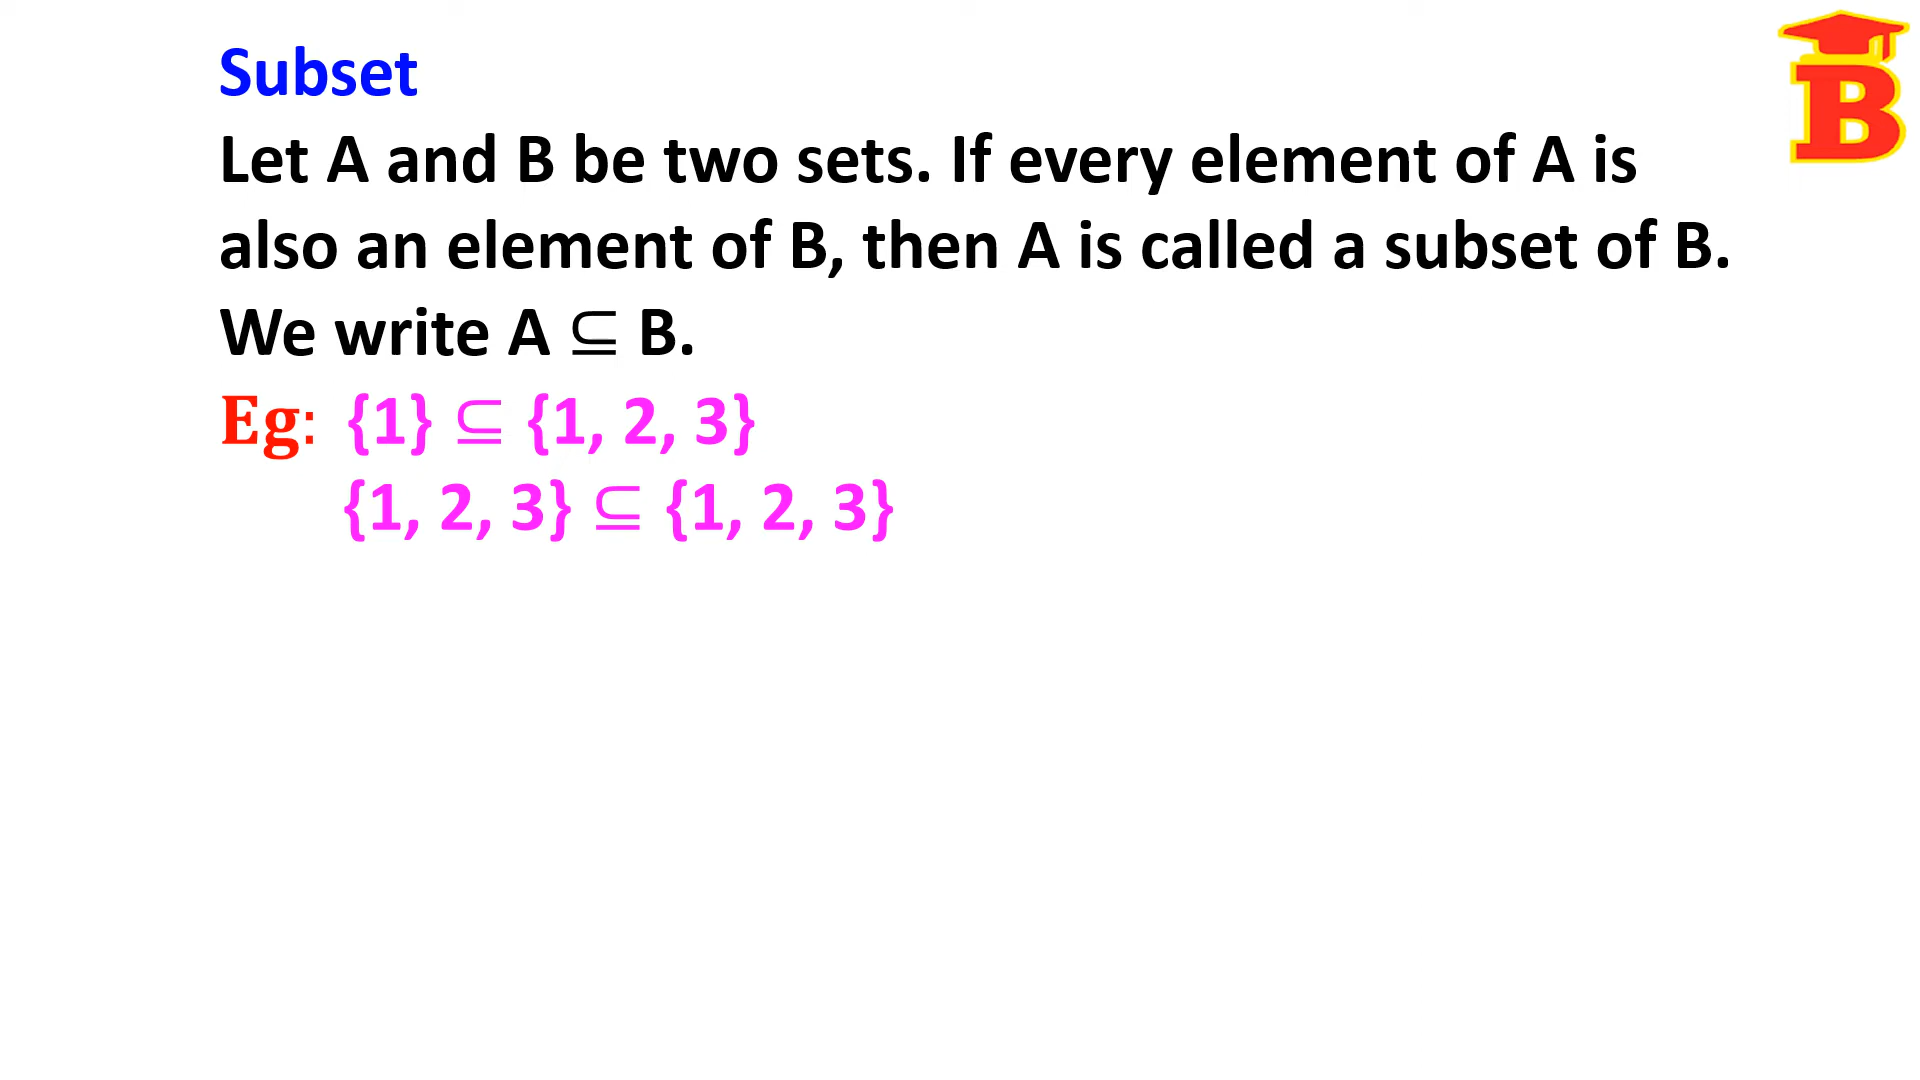 Subset
B
Let A and B be two sets. If every element of A is
also an element of B, then A is called a subset of B.
We write A ⊆ B.
Eg: {1} ⊆ {1, 2, 3}
{1, 2, 3} ⊆ {1, 2, 3}